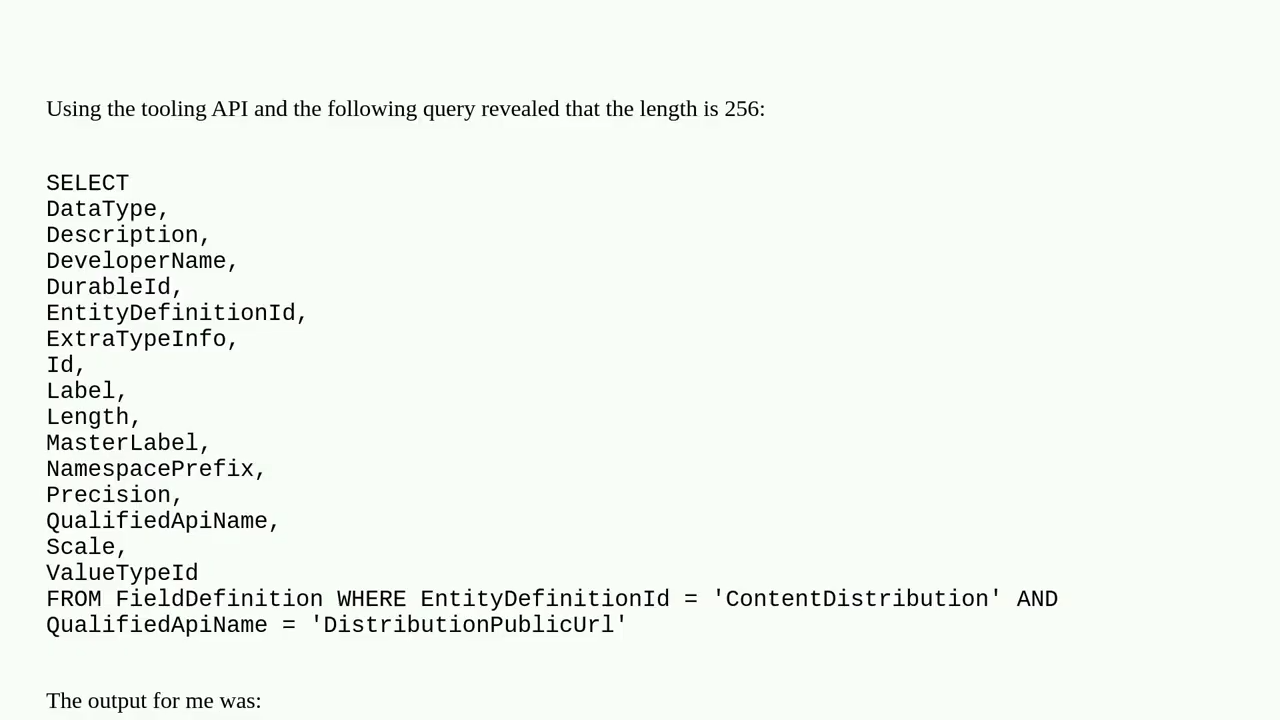 Using the tooling API and the following query revealed that the length is 256:
SELECT
DataType,
Description,
DeveloperName,
DurableId,
EntityDefinitionId,
ExtraTypeInfo,
Id,
Label,
Length,
MasterLabel,
NamespacePrefix,
Precision,
QualifiedApiName,
Scale,
ValueTypeId
FROM FieldDefinition WHERE EntityDefinitionId = 'ContentDistribution' AND
QualifiedApiName = 'DistributionPublicUrl'
The output for me was: